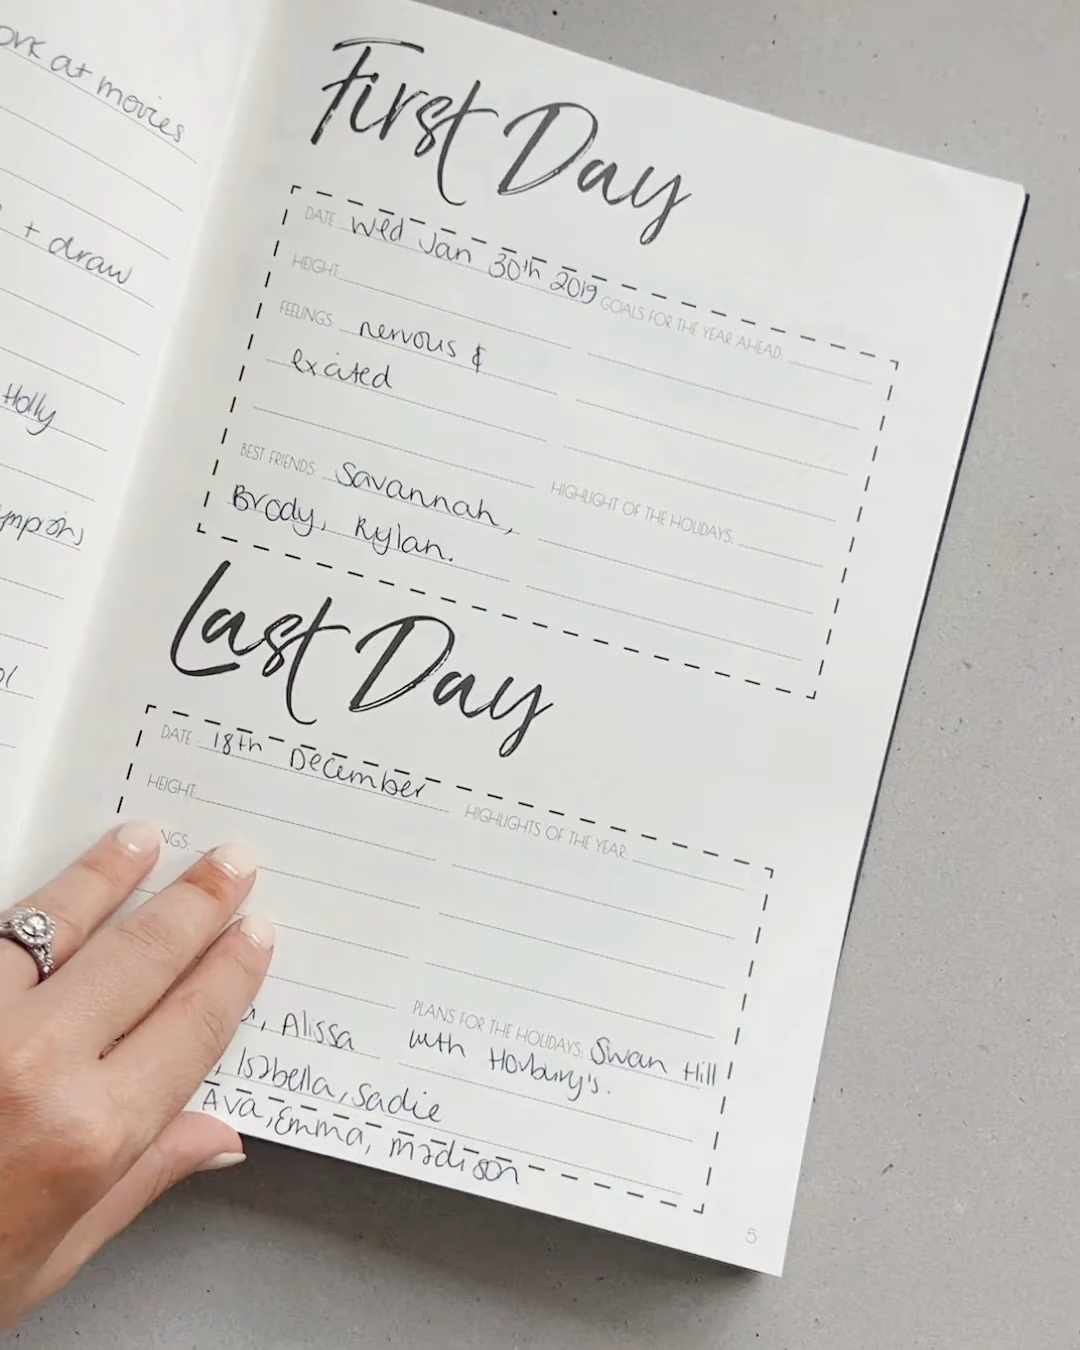 ork at movies
+ draw
Holly
First Day
DATE: Wed Jan 30th 2019
HEIGHT:
FEELINGS: nervous &
excited
BEST FRIENDS: Savannah,
Brody, Rylan.
GOALS FOR THE YEAR AHEAD:
HIGHLIGHT OF THE HOLIDAYS:
Last Day
DATE: 18th December
HEIGHT:
NGS:
, Alissa
, Isabella, Sadie
Ava, Emma, Madison
HIGHLIGHTS OF THE YEAR:
PLANS FOR THE HOLIDAYS: Swan Hill
with Horbury's.
5